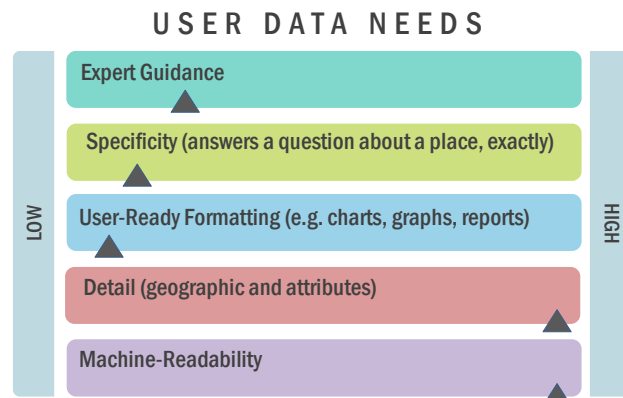 USER DATA NEEDS
Expert Guidance
Specificity (answers a question about a place, exactly)
LOW
User-Ready Formatting (e.g. charts, graphs, reports)
HIGH
Detail (geographic and attributes)
Machine-Readability